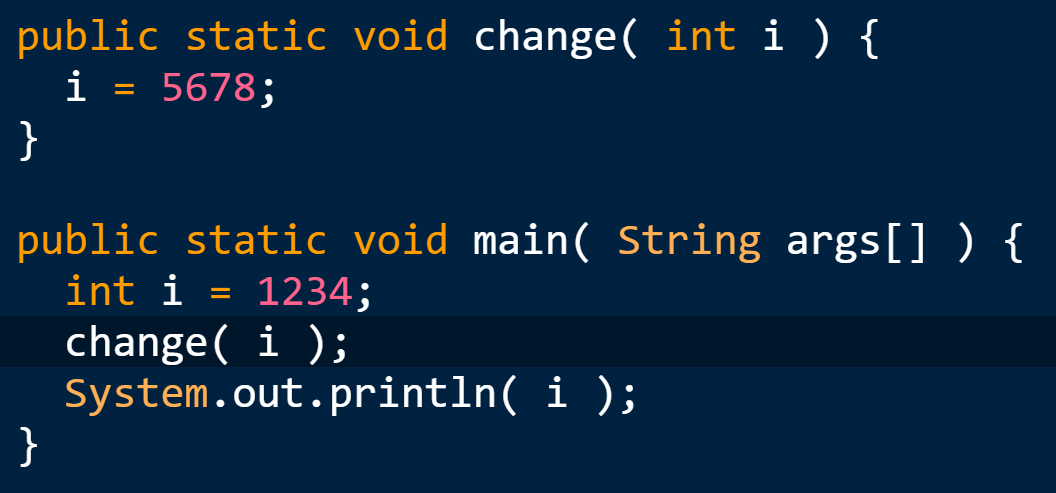 public static void change( int i ) {
  i = 5678;
}

public static void main( String args[] ) {
  int i = 1234;
  change( i );
  System.out.println( i );
}